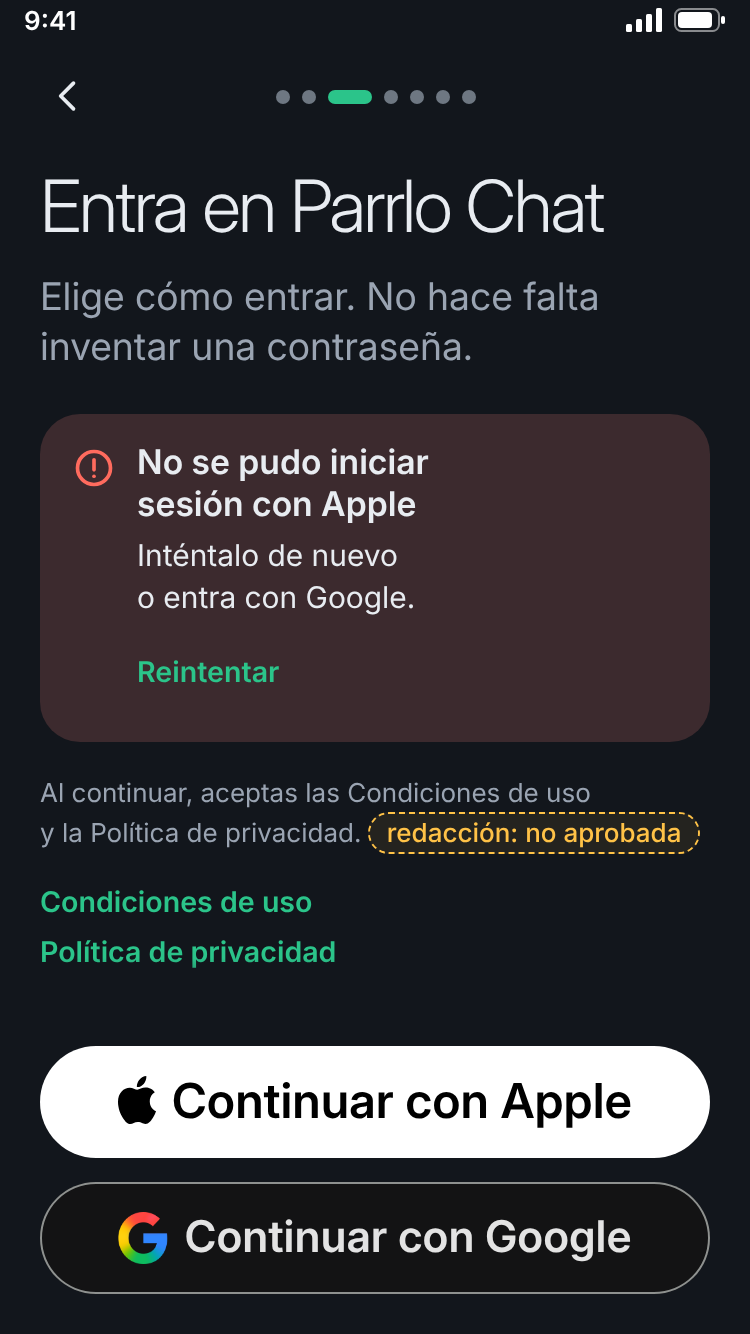 9:41
Entra en Parrlo Chat
Elige cómo entrar. No hace falta
inventar una contraseña.
No se pudo iniciar
sesión con Apple
Inténtalo de nuevo
o entra con Google.
Reintentar
Al continuar, aceptas las Condiciones de uso
y la Política de privacidad. redacción: no aprobada
Condiciones de uso
Política de privacidad
Continuar con Apple
Continuar con Google